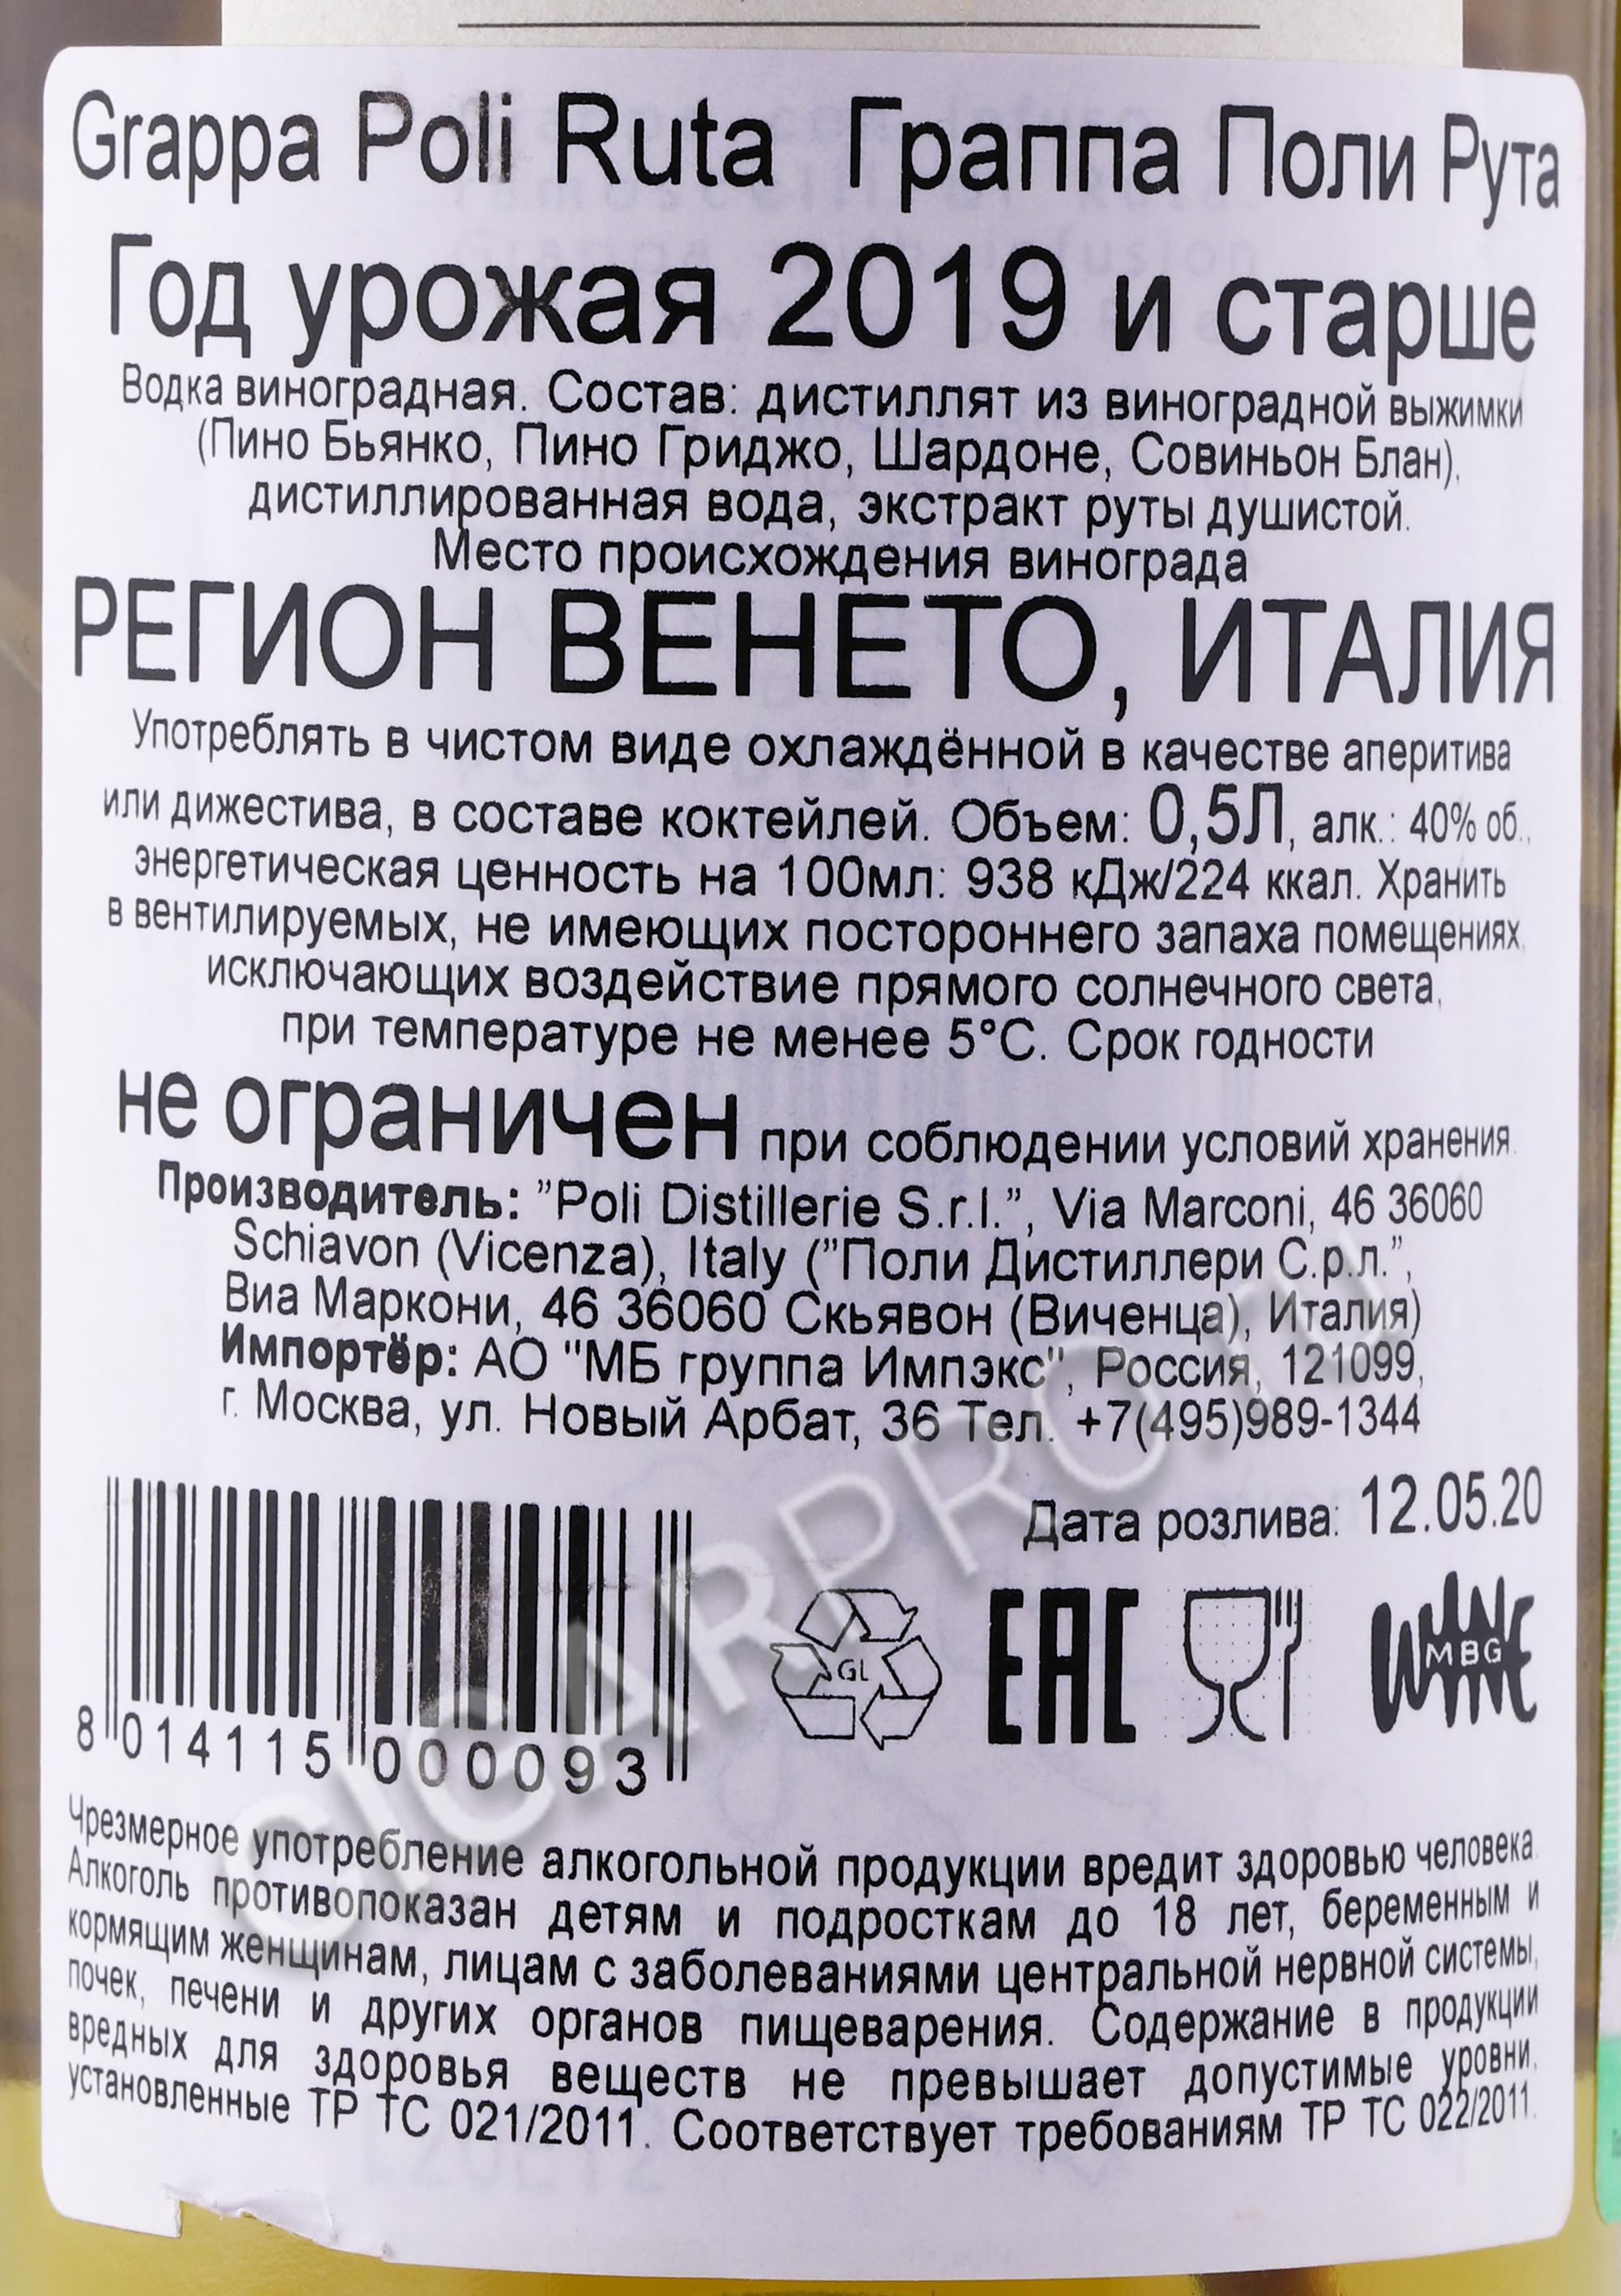 Grappa Poli Ruta Граппа Поли Рута
Год урожая 2019 и старше
Водка виноградная. Состав: дистиллят из виноградной выжимки
(Пино Бьянко, Пино Гриджо, Шардоне, Совиньон Блан),
дистиллированная вода, экстракт руты душистой.
Место происхождения винограда
РЕГИОН ВЕНЕТО, ИТАЛИЯ
Употреблять в чистом виде охлаждённой в качестве аперитива
или дижестива, в составе коктейлей. Объем: 0,5Л, алк.: 40% об.,
энергетическая ценность на 100мл: 938 кДж/224 ккал. Хранить
в вентилируемых, не имеющих постороннего запаха помещениях,
исключающих воздействие прямого солнечного света,
при температуре не менее 5°С. Срок годности
не ограничен при соблюдении условий хранения.
Производитель: "Poli Distillerie S.r.l.", Via Marconi, 46 36060
Schiavon (Vicenza), Italy ("Поли Дистиллери С.р.л.",
Виа Маркони, 46 36060 Скьявон (Виченца), Италия)
Импортёр: АО "МБ группа Импэкс", Россия, 121099,
г. Москва, ул. Новый Арбат, 36 Тел. +7(495)989-1344
Дата розлива: 12.05.20
GL
EAC
WINE
MBG
8 014115 000093
CIGARPRO.RU
Чрезмерное употребление алкогольной продукции вредит здоровью человека.
Алкоголь противопоказан детям и подросткам до 18 лет, беременным и
кормящим женщинам, лицам с заболеваниями центральной нервной системы,
почек, печени и других органов пищеварения. Содержание в продукции
вредных для здоровья веществ не превышает допустимые уровни,
установленные ТР ТС 021/2011. Соответствует требованиям ТР ТС 022/2011.